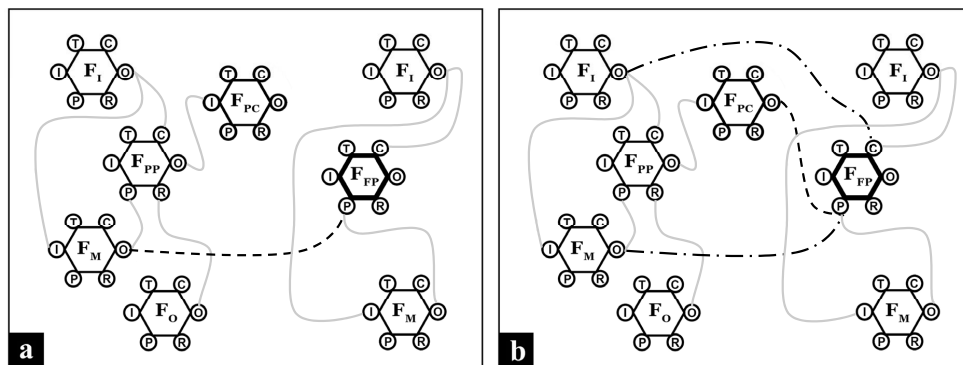 T C
I F_I O
P R
T C
I F_PC O
P R
T C
I F_PP O
P R
T C
I F_M O
P R
T C
I F_O O
P R
T C
I F_I O
P R
T C
I F_FP O
P R
T C
I F_M O
P R
a
T C
I F_I O
P R
T C
I F_PC O
P R
T C
I F_PP O
P R
T C
I F_M O
P R
T C
I F_O O
P R
T C
I F_I O
P R
T C
I F_FP O
P R
T C
I F_M O
P R
b